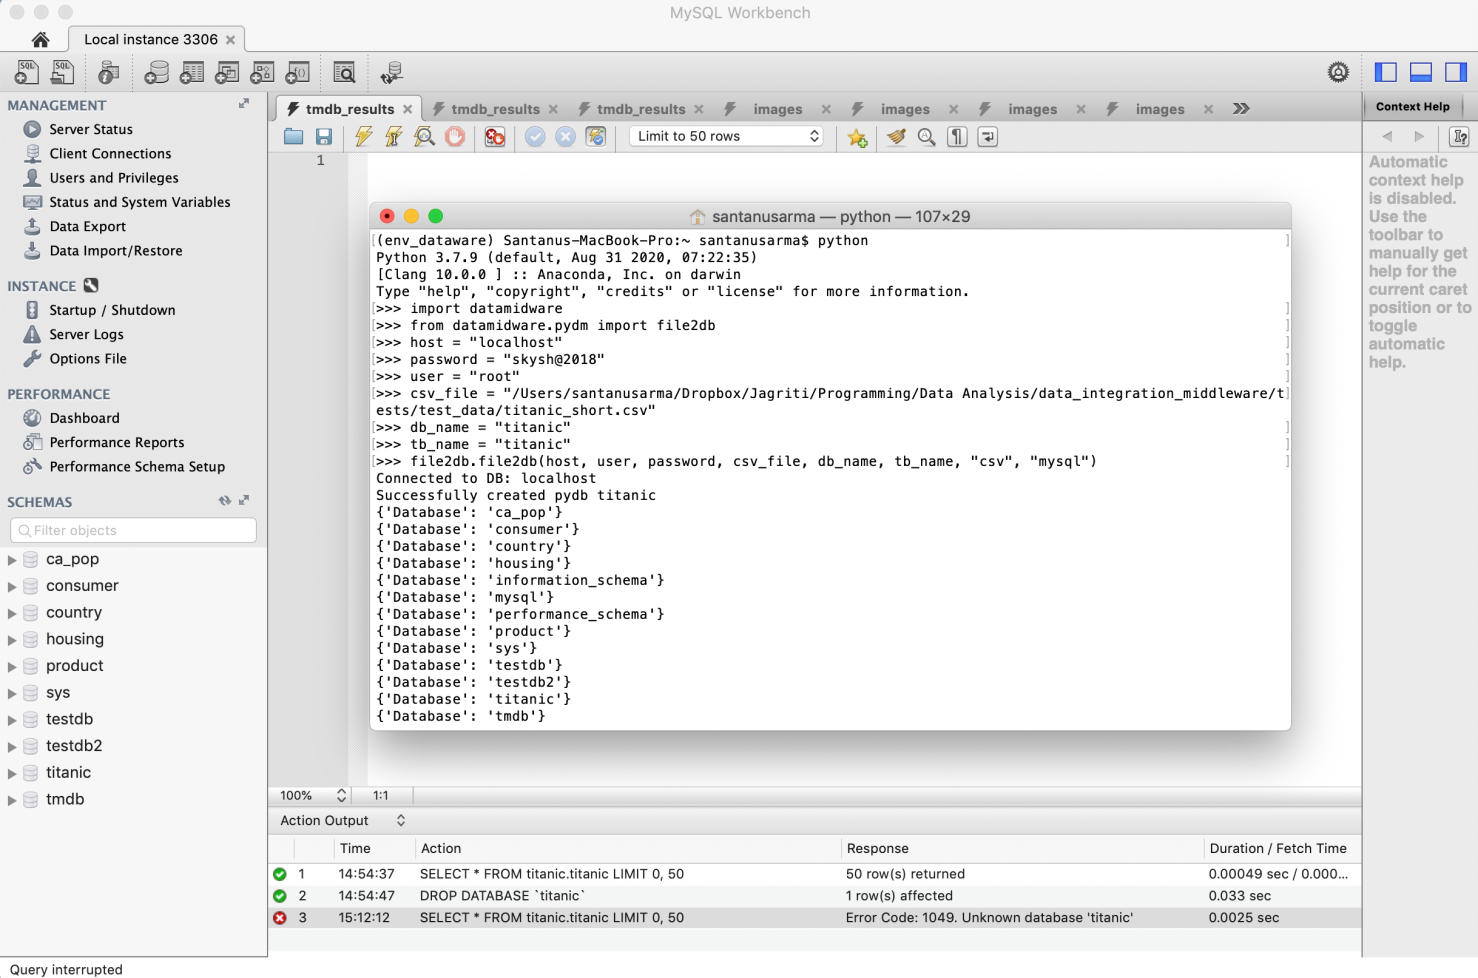 MySQL Workbench
Local instance 3306
MANAGEMENT
Server Status
Client Connections
Users and Privileges
Status and System Variables
Data Export
Data Import/Restore
INSTANCE
Startup / Shutdown
Server Logs
Options File
PERFORMANCE
Dashboard
Performance Reports
Performance Schema Setup
SCHEMAS
Filter objects
ca_pop
consumer
country
housing
product
sys
testdb
testdb2
titanic
tmdb
tmdb_results tmdb_results tmdb_results images images images images
Limit to 50 rows
1
santanusarma — python — 107×29
(env_dataware) Santanus-MacBook-Pro:~ santanusarma$ python
Python 3.7.9 (default, Aug 31 2020, 07:22:35)
[Clang 10.0.0 ] :: Anaconda, Inc. on darwin
Type "help", "copyright", "credits" or "license" for more information.
>>> import datamidware
>>> from datamidware.pydm import file2db
>>> host = "localhost"
>>> password = "skysh@2018"
>>> user = "root"
>>> csv_file = "/Users/santanusarma/Dropbox/Jagriti/Programming/Data Analysis/data_integration_middleware/t
ests/test_data/titanic_short.csv"
>>> db_name = "titanic"
>>> tb_name = "titanic"
>>> file2db.file2db(host, user, password, csv_file, db_name, tb_name, "csv", "mysql")
Connected to DB: localhost
Successfully created pydb titanic
{'Database': 'ca_pop'}
{'Database': 'consumer'}
{'Database': 'country'}
{'Database': 'housing'}
{'Database': 'information_schema'}
{'Database': 'mysql'}
{'Database': 'performance_schema'}
{'Database': 'product'}
{'Database': 'sys'}
{'Database': 'testdb'}
{'Database': 'testdb2'}
{'Database': 'titanic'}
{'Database': 'tmdb'}
100% 1:1
Action Output
Time Action Response Duration / Fetch Time
1 14:54:37 SELECT * FROM titanic.titanic LIMIT 0, 50 50 row(s) returned 0.00049 sec / 0.000...
2 14:54:47 DROP DATABASE `titanic` 1 row(s) affected 0.033 sec
3 15:12:12 SELECT * FROM titanic.titanic LIMIT 0, 50 Error Code: 1049. Unknown database 'titanic' 0.0025 sec
Context Help
Automatic
context help
is disabled.
Use the
toolbar to
manually get
help for the
current caret
position or to
toggle
automatic
help.
Query interrupted